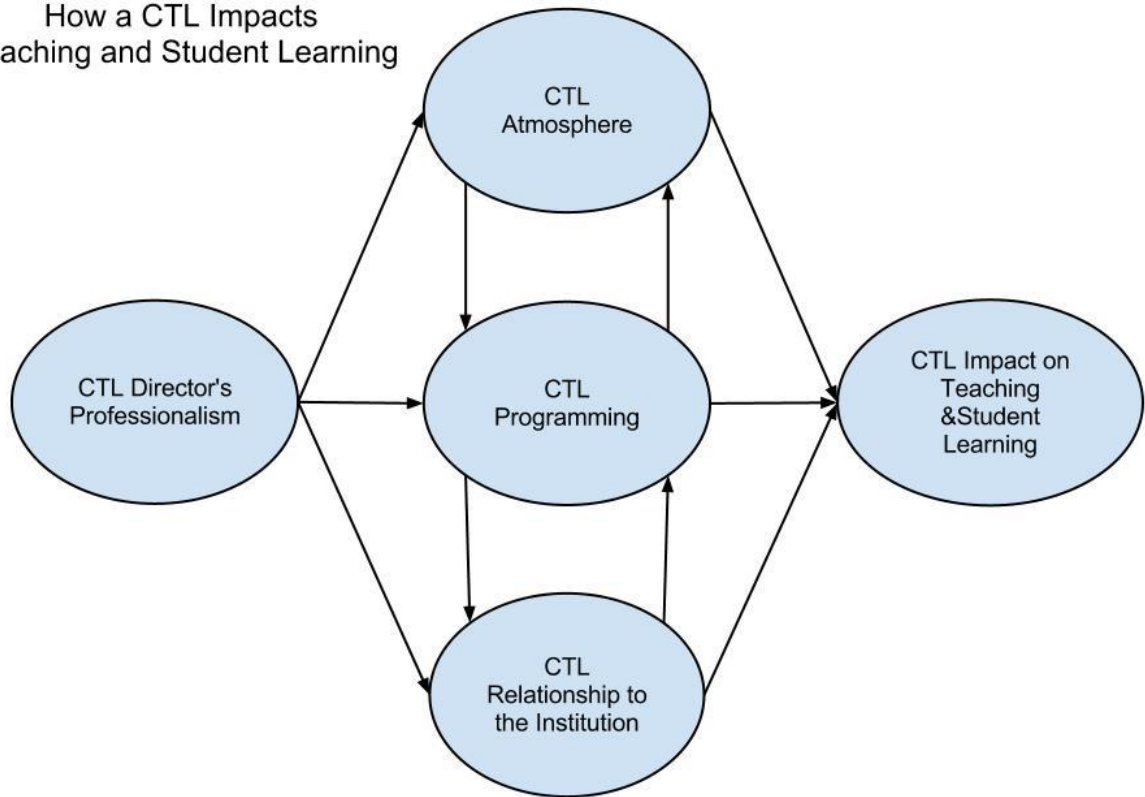 How a CTL Impacts
aching and Student Learning
CTL
Atmosphere
CTL Director's
Professionalism
CTL
Programming
CTL Impact on
Teaching
&Student
Learning
CTL
Relationship to
the Institution